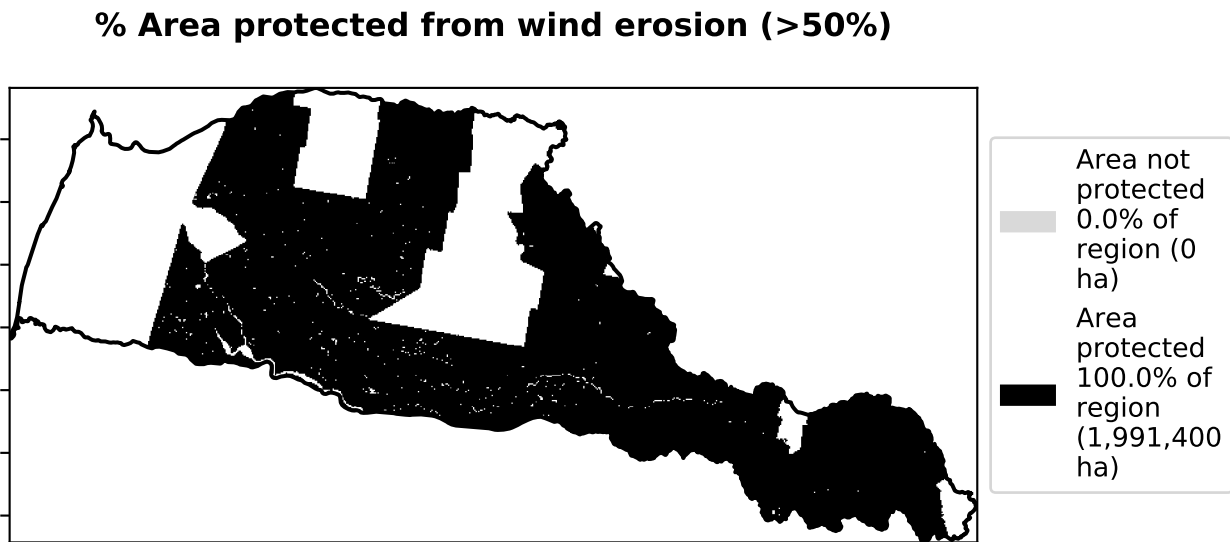 % Area protected from wind erosion (>50%)
Area not
protected
0.0% of
region (0
ha)
Area
protected
100.0% of
region
(1,991,400
ha)